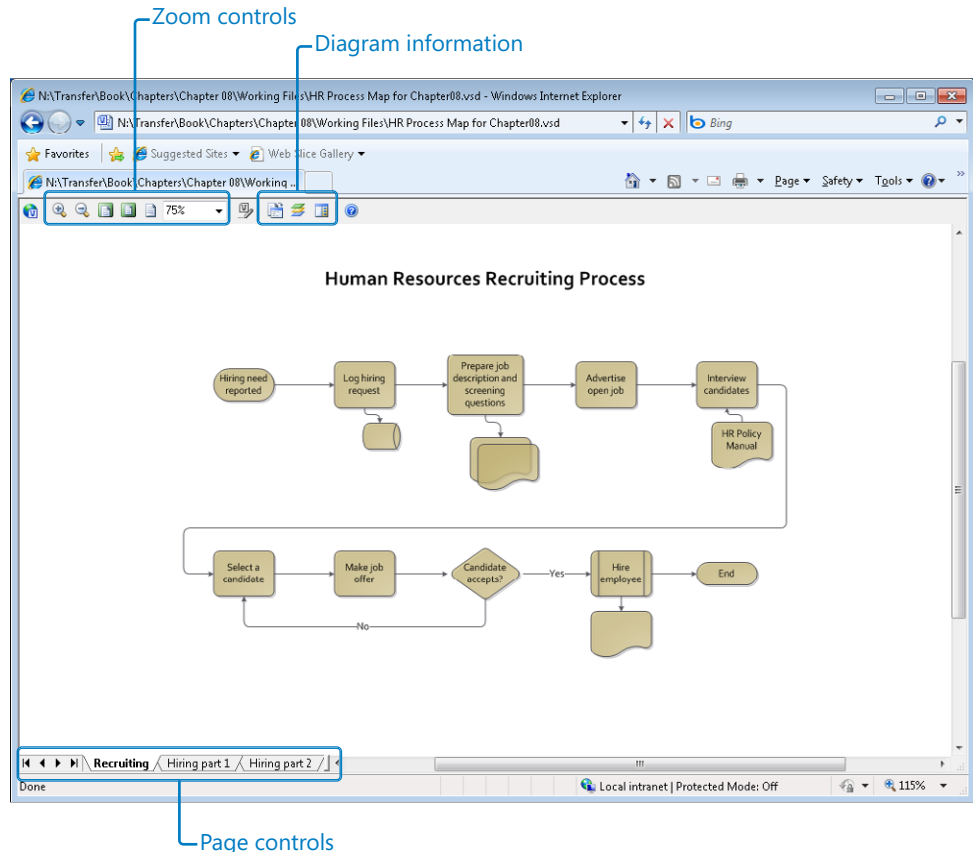 Zoom controls
Diagram information
N:\Transfer\Book\Chapters\Chapter 08\Working Files\HR Process Map for Chapter08.vsd - Windows Internet Explorer
N:\Transfer\Book\Chapters\Chapter 08\Working Files\HR Process Map for Chapter08.vsd
Bing
Favorites
Suggested Sites
Web Slice Gallery
N:\Transfer\Book\Chapters\Chapter 08\Working ...
Page
Safety
Tools
75%
Human Resources Recruiting Process
Hiring need
reported
Log hiring
request
Prepare job
description and
screening
questions
Advertise
open job
Interview
candidates
HR Policy
Manual
Select a
candidate
Make job
offer
Candidate
accepts?
Yes
Hire
employee
End
No
Recruiting
Hiring part 1
Hiring part 2
Done
Local intranet | Protected Mode: Off
115%
Page controls